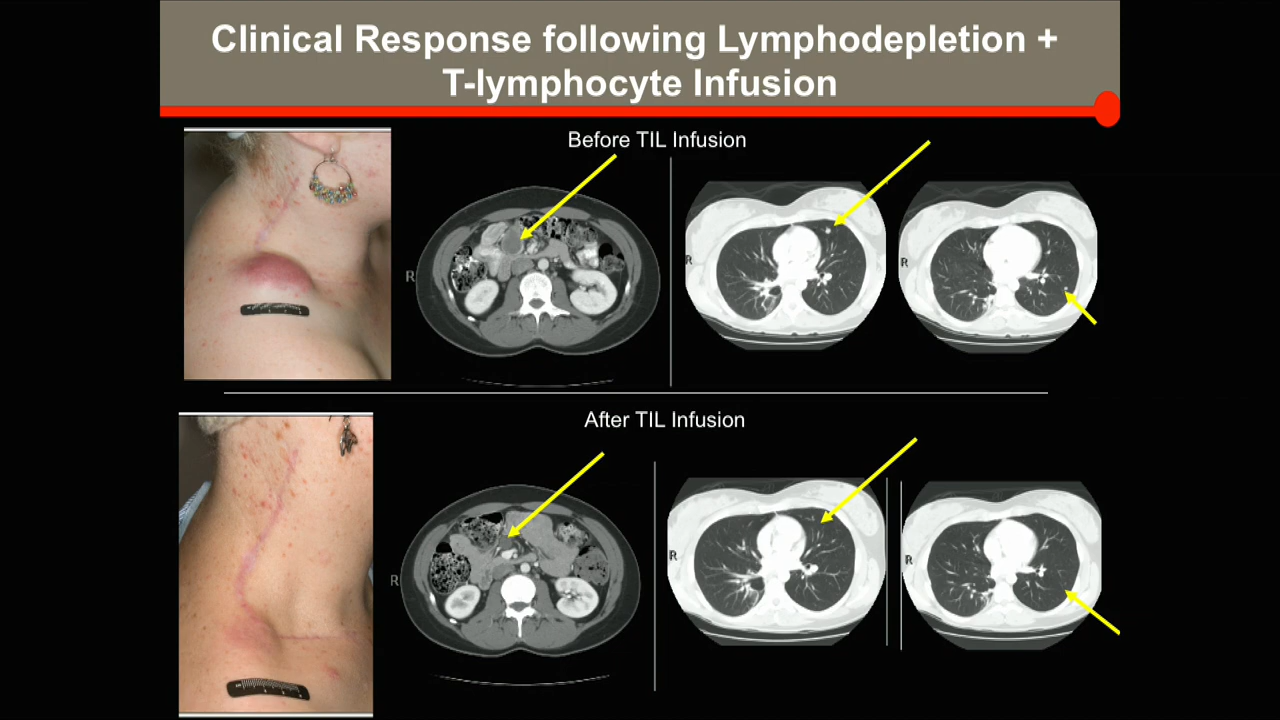 Clinical Response following Lymphodepletion +
T-lymphocyte Infusion
Before TIL Infusion
R
R
R
After TIL Infusion
R
R
R